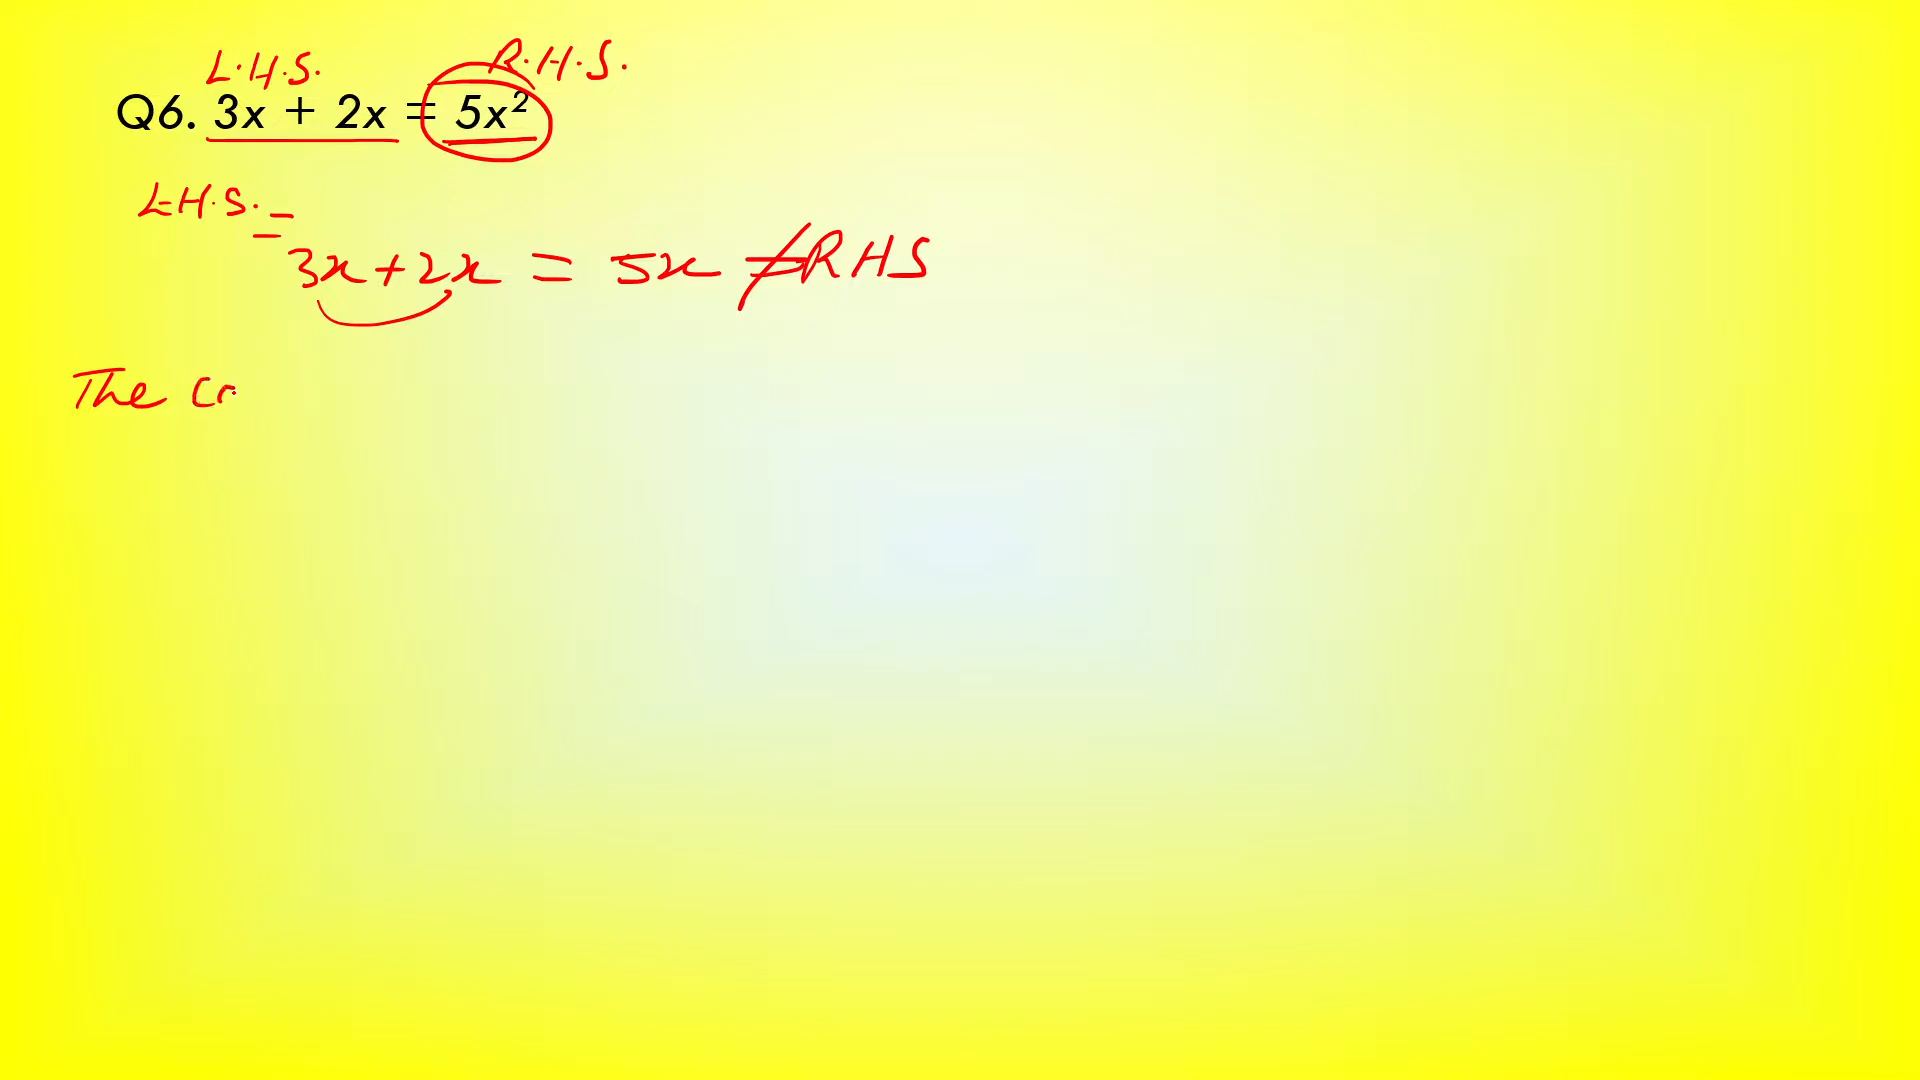 L.H.S. R.H.S.
Q6. 3x + 2x = 5x²
L.H.S. =
3x + 2x = 5x ≠ RHS
The